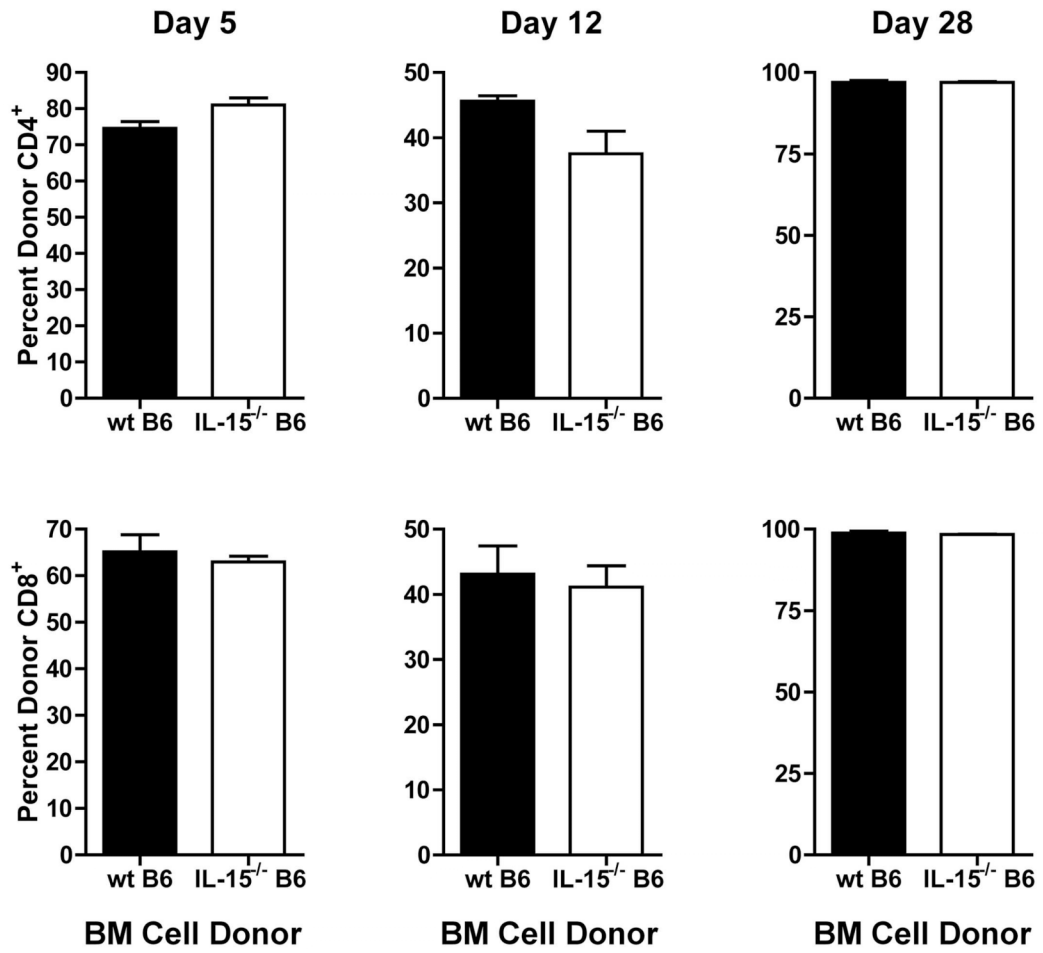 Day 5
Day 12
Day 28
Percent Donor CD4⁺
90
80
70
60
50
40
30
20
10
0
wt B6
IL-15⁻/⁻ B6
50
40
30
20
10
0
wt B6
IL-15⁻/⁻ B6
100
75
50
25
0
wt B6
IL-15⁻/⁻ B6
Percent Donor CD8⁺
70
60
50
40
30
20
10
0
wt B6
IL-15⁻/⁻ B6
50
40
30
20
10
0
wt B6
IL-15⁻/⁻ B6
100
75
50
25
0
wt B6
IL-15⁻/⁻ B6
BM Cell Donor
BM Cell Donor
BM Cell Donor